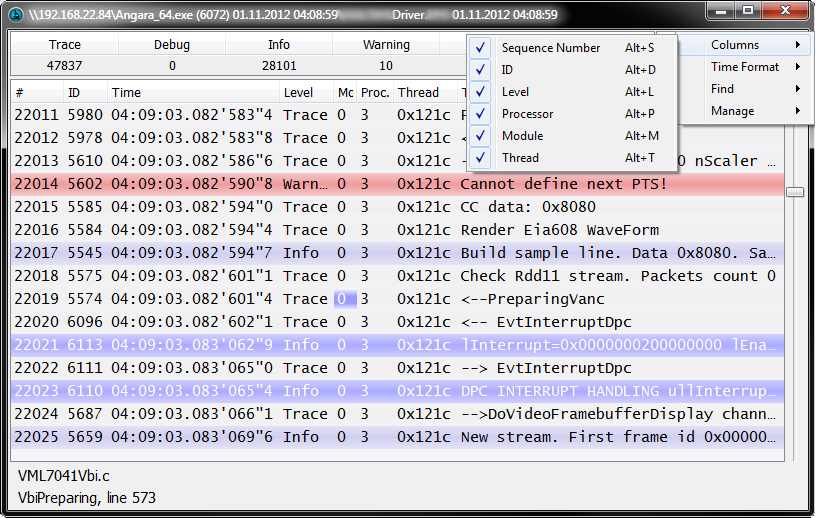 \\192.168.22.84\Angara_64.exe (6072) 01.11.2012 04:08:59 Driver 01.11.2012 04:08:59
Trace Debug Info Warning
47837 0 28101 10
Columns
Time Format
Find
Manage
Sequence Number Alt+S
ID Alt+D
Level Alt+L
Processor Alt+P
Module Alt+M
Thread Alt+T
# ID Time Level Mc Proc. Thread
22011 5980 04:09:03.082'583"4 Trace 0 3 0x121c
22012 5978 04:09:03.082'583"8 Trace 0 3 0x121c <
22013 5610 04:09:03.082'586"6 Trace 0 3 0x121c 0 nScaler ...
22014 5602 04:09:03.082'590"8 Warn... 0 3 0x121c Cannot define next PTS!
22015 5585 04:09:03.082'594"0 Trace 0 3 0x121c CC data: 0x8080
22016 5584 04:09:03.082'594"4 Trace 0 3 0x121c Render Eia608 WaveForm
22017 5545 04:09:03.082'594"7 Info 0 3 0x121c Build sample line. Data 0x8080. Sa...
22018 5575 04:09:03.082'601"1 Trace 0 3 0x121c Check Rdd11 stream. Packets count 0
22019 5574 04:09:03.082'601"4 Trace 0 3 0x121c <--PreparingVanc
22020 6096 04:09:03.082'602"1 Trace 0 3 0x121c <-- EvtInterruptDpc
22021 6113 04:09:03.083'062"9 Info 0 3 0x121c lInterrupt=0x0000000200000000 lEna...
22022 6111 04:09:03.083'065"0 Trace 0 3 0x121c --> EvtInterruptDpc
22023 6110 04:09:03.083'065"4 Info 0 3 0x121c DPC INTERRUPT HANDLING ullInterrup...
22024 5687 04:09:03.083'066"1 Trace 0 3 0x121c -->DoVideoFramebufferDisplay chann...
22025 5659 04:09:03.083'069"6 Info 0 3 0x121c New stream. First frame id 0x00000...
VML7041Vbi.c
VbiPreparing, line 573